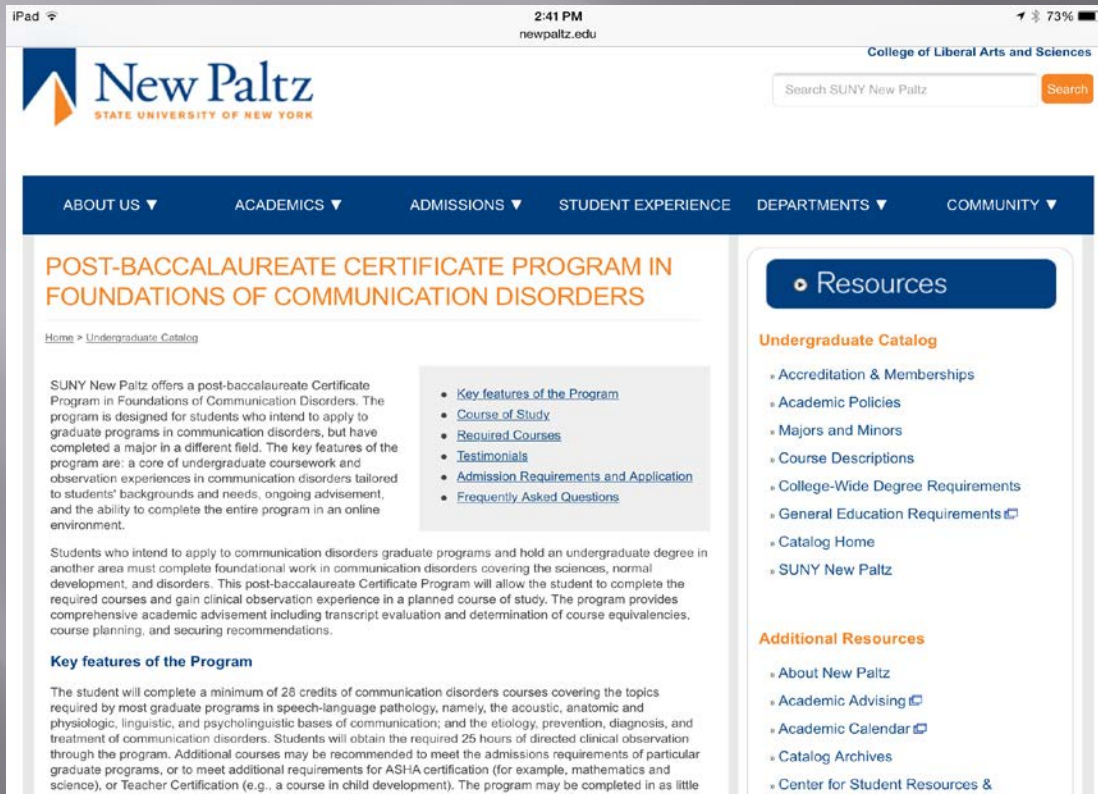 iPad
2:41 PM
73%
newpaltz.edu
College of Liberal Arts and Sciences
New Paltz
STATE UNIVERSITY OF NEW YORK
Search SUNY New Paltz
Search
ABOUT US ▼ ACADEMICS ▼ ADMISSIONS ▼ STUDENT EXPERIENCE DEPARTMENTS ▼ COMMUNITY ▼
POST-BACCALAUREATE CERTIFICATE PROGRAM IN
FOUNDATIONS OF COMMUNICATION DISORDERS
Home > Undergraduate Catalog
SUNY New Paltz offers a post-baccalaureate Certificate
Program in Foundations of Communication Disorders. The
program is designed for students who intend to apply to
graduate programs in communication disorders, but have
completed a major in a different field. The key features of the
program are: a core of undergraduate coursework and
observation experiences in communication disorders tailored
to students' backgrounds and needs, ongoing advisement,
and the ability to complete the entire program in an online
environment.
• Key features of the Program
• Course of Study
• Required Courses
• Testimonials
• Admission Requirements and Application
• Frequently Asked Questions
Students who intend to apply to communication disorders graduate programs and hold an undergraduate degree in
another area must complete foundational work in communication disorders covering the sciences, normal
development, and disorders. This post-baccalaureate Certificate Program will allow the student to complete the
required courses and gain clinical observation experience in a planned course of study. The program provides
comprehensive academic advisement including transcript evaluation and determination of course equivalencies,
course planning, and securing recommendations.
Key features of the Program
The student will complete a minimum of 28 credits of communication disorders courses covering the topics
required by most graduate programs in speech-language pathology, namely, the acoustic, anatomic and
physiologic, linguistic, and psycholinguistic bases of communication; and the etiology, prevention, diagnosis, and
treatment of communication disorders. Students will obtain the required 25 hours of directed clinical observation
through the program. Additional courses may be recommended to meet the admissions requirements of particular
graduate programs, or to meet additional requirements for ASHA certification (for example, mathematics and
science), or Teacher Certification (e.g., a course in child development). The program may be completed in as little
Resources
Undergraduate Catalog
» Accreditation & Memberships
» Academic Policies
» Majors and Minors
» Course Descriptions
» College-Wide Degree Requirements
» General Education Requirements
» Catalog Home
» SUNY New Paltz
Additional Resources
» About New Paltz
» Academic Advising
» Academic Calendar
» Catalog Archives
» Center for Student Resources &